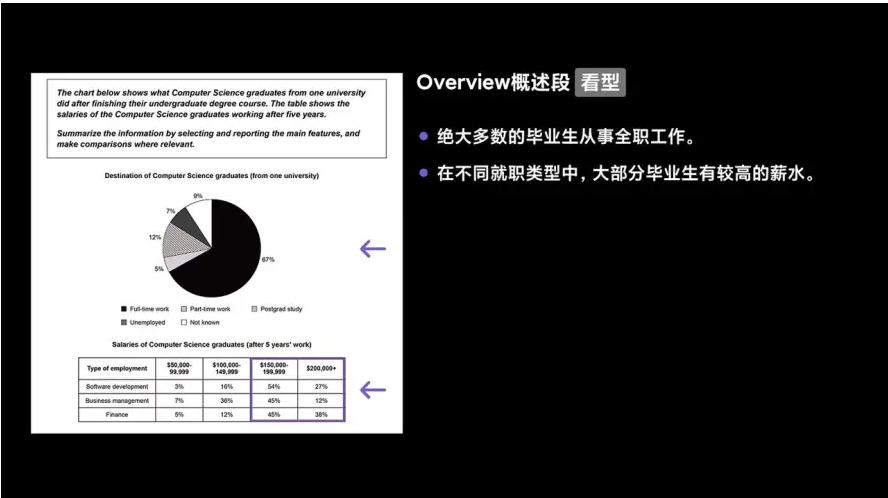 Overview概述段 看型
The chart below shows what Computer Science graduates from one university
did after finishing their undergraduate degree course. The table shows the
salaries of the Computer Science graduates working after five years.
Summarize the information by selecting and reporting the main features, and
make comparisons where relevant.
Destination of Computer Science graduates (from one university)
9%
7%
12%
5%
67%
Full-time work Part-time work Postgrad study
Unemployed Not known
Salaries of Computer Science graduates (after 5 years' work)
Type of employment $50,000-99,999 $100,000-149,999 $150,000-199,999 $200,000+
Software development 3% 16% 54% 27%
Business management 7% 36% 45% 12%
Finance 5% 12% 45% 38%
绝大多数的毕业生从事全职工作。
在不同就职类型中，大部分毕业生有较高的薪水。